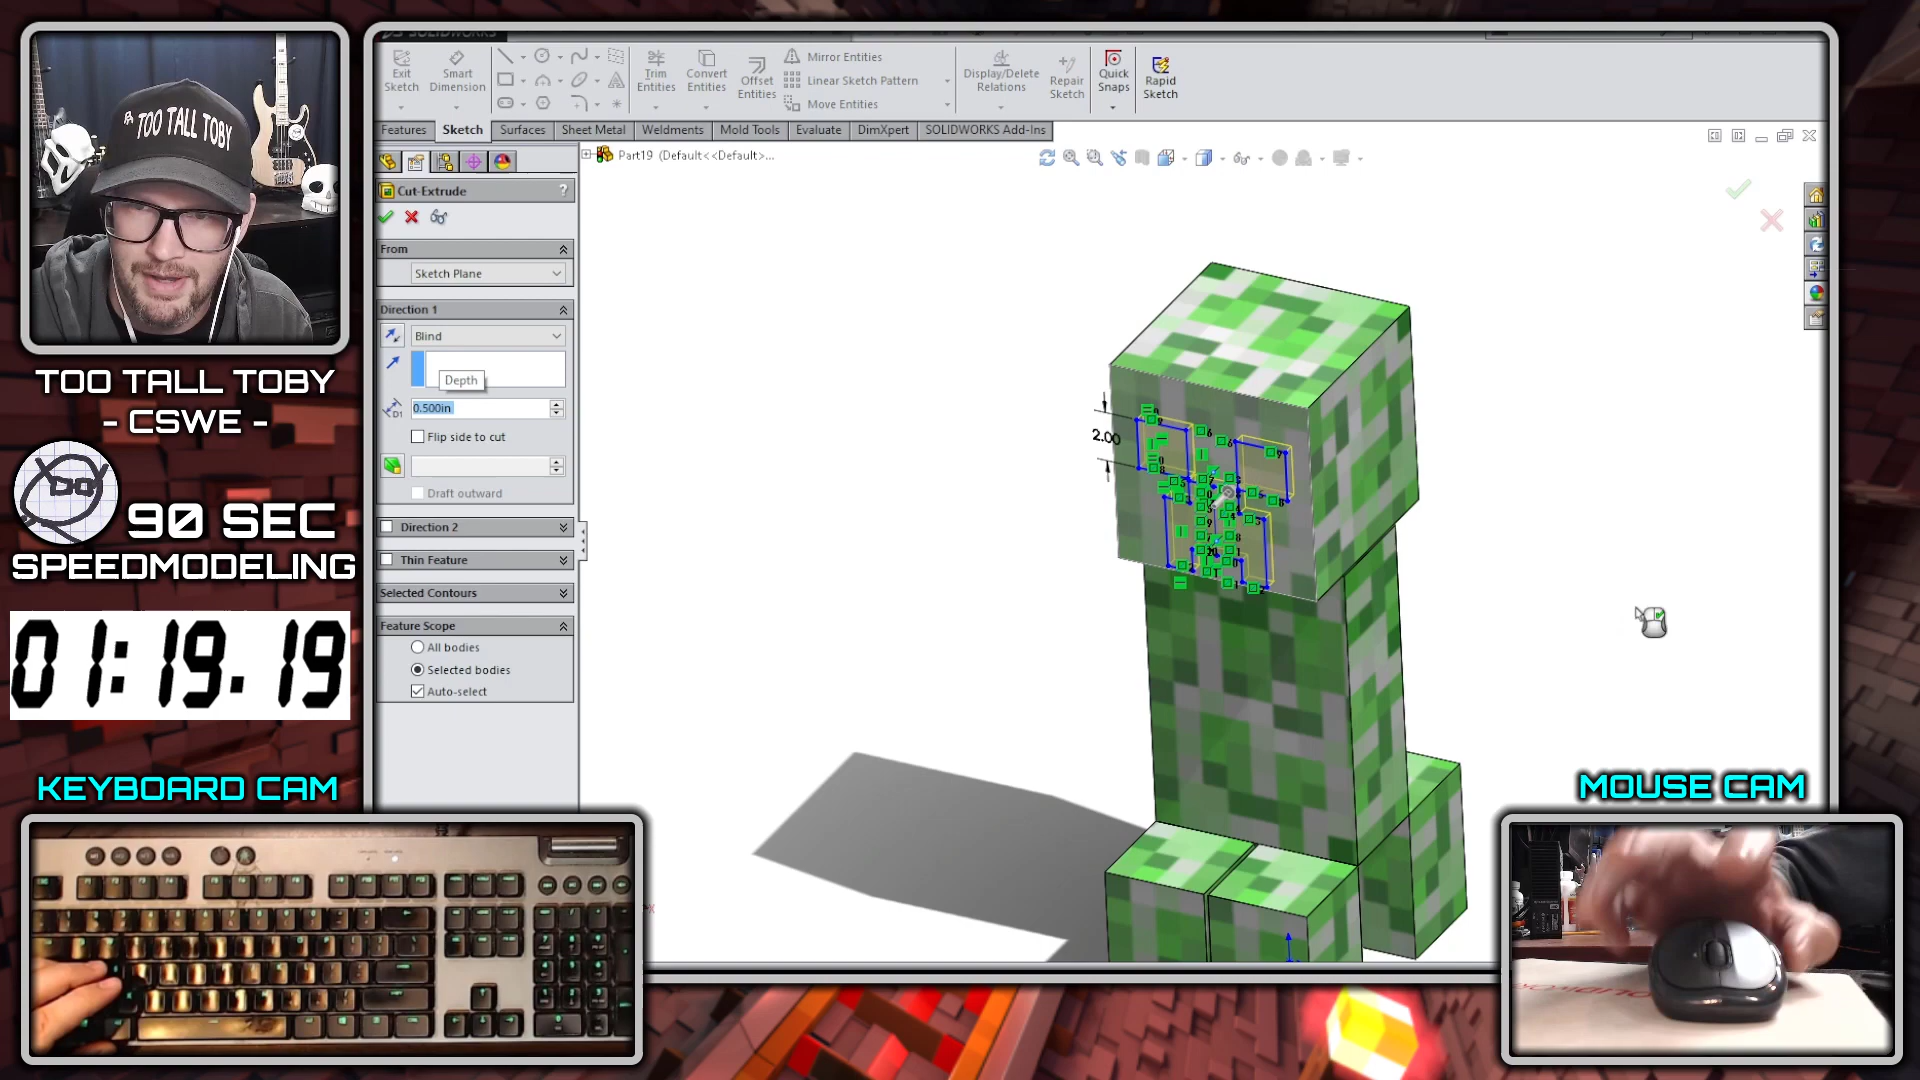 TOO TALL TOBY
TOO TALL TOBY
- CSWE -
90 SEC
SPEEDMODELING
01:19.19
KEYBOARD CAM
MOUSE CAM
SOLIDWORKS
Exit Sketch
Smart Dimension
Trim Entities
Convert Entities
Offset Entities
Mirror Entities
Linear Sketch Pattern
Move Entities
Display/Delete Relations
Repair Sketch
Quick Snaps
Rapid Sketch
Features
Sketch
Surfaces
Sheet Metal
Weldments
Mold Tools
Evaluate
DimXpert
SOLIDWORKS Add-Ins
Part19 (Default<<Default>...
Cut-Extrude
?
From
Sketch Plane
Direction 1
Blind
Depth
D1
0.500in
Flip side to cut
Draft outward
Direction 2
Thin Feature
Selected Contours
Feature Scope
All bodies
Selected bodies
Auto-select
2.00